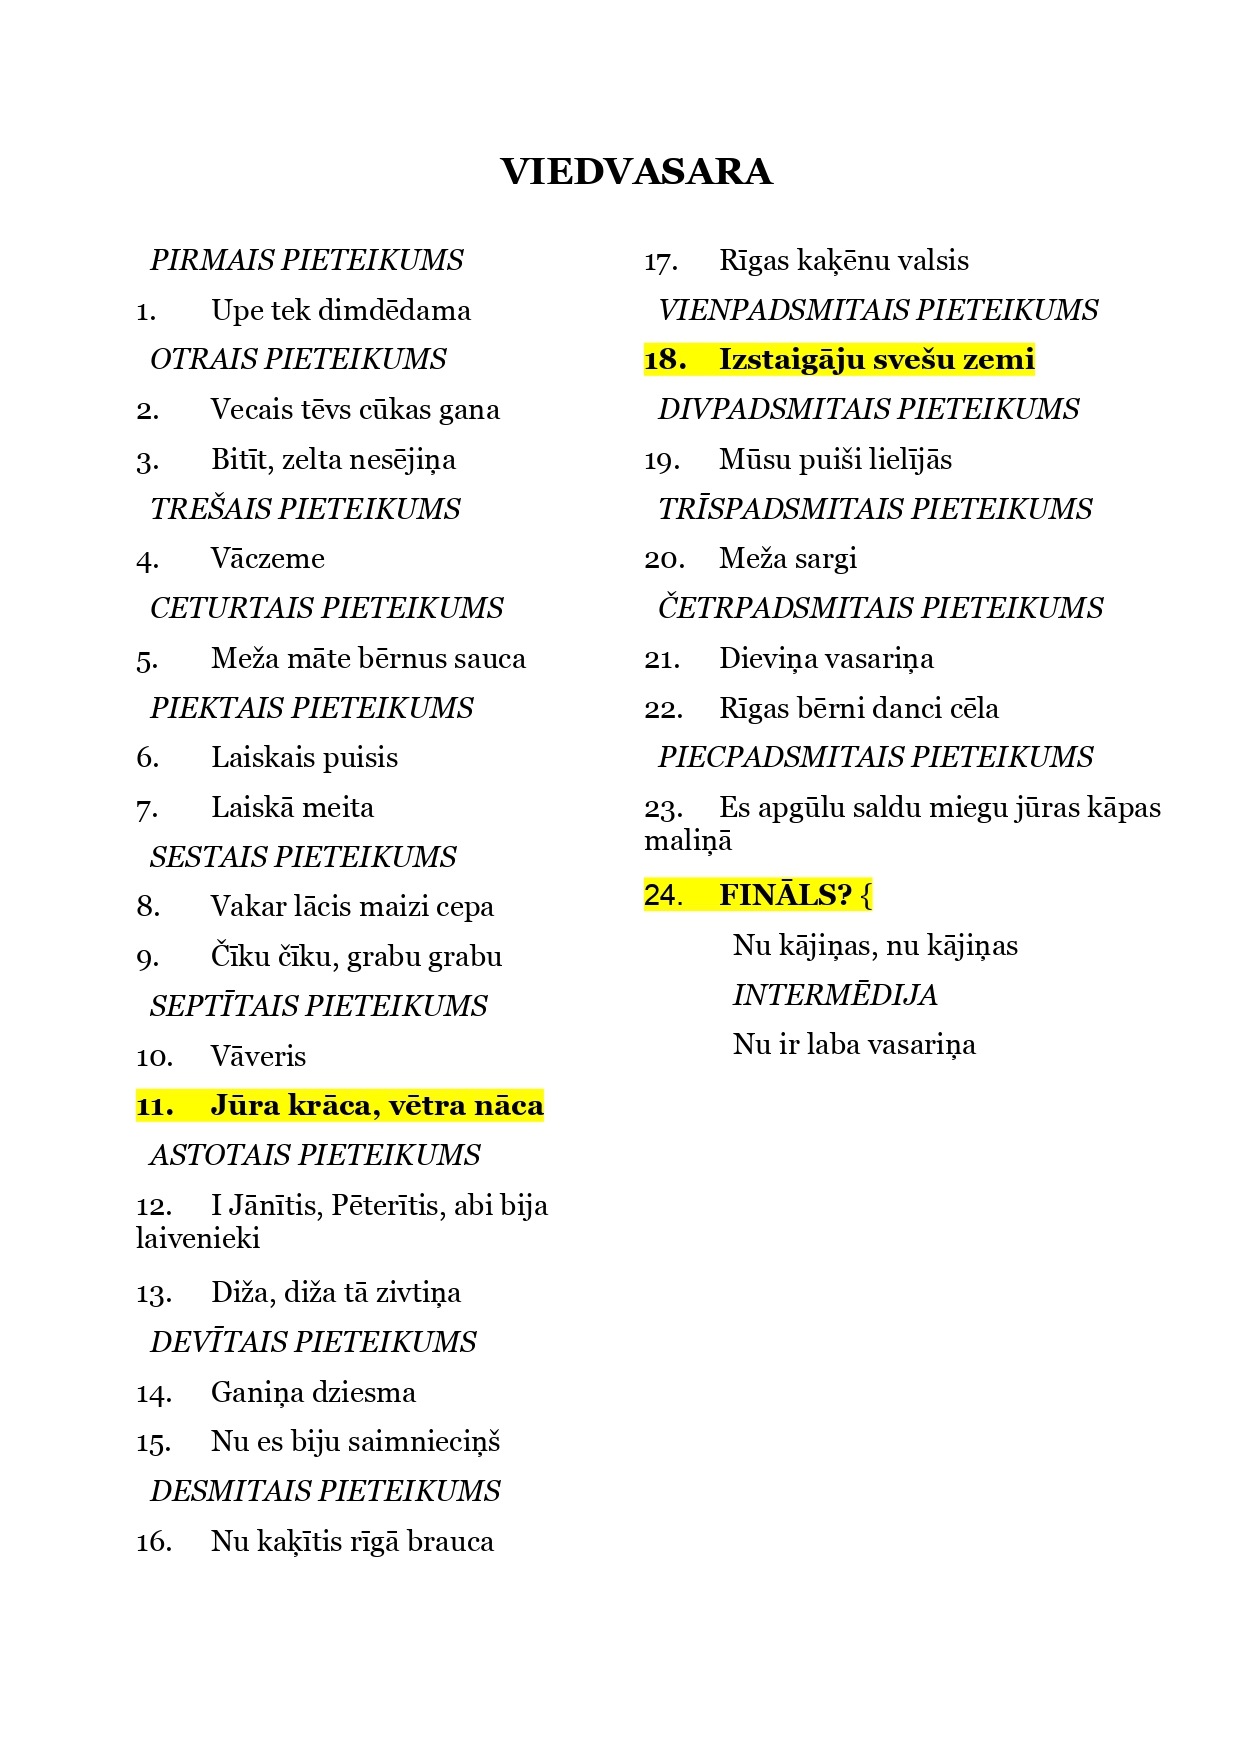 VIEDVASARA
PIRMAIS PIETEIKUMS
1. Upe tek dimdēdama
OTRAIS PIETEIKUMS
2. Vecais tēvs cūkas gana
3. Bitīt, zelta nesējiņa
TREŠAIS PIETEIKUMS
4. Vāczeme
CETURTAIS PIETEIKUMS
5. Meža māte bērnus sauca
PIEKTAIS PIETEIKUMS
6. Laiskais puisis
7. Laiskā meita
SESTAIS PIETEIKUMS
8. Vakar lācis maizi cepa
9. Čīku čīku, grabu grabu
SEPTĪTAIS PIETEIKUMS
10. Vāveris
11. Jūra krāca, vētra nāca
ASTOTAIS PIETEIKUMS
12. I Jānītis, Pēterītis, abi bija
laivenieki
13. Diža, diža tā zivtiņa
DEVĪTAIS PIETEIKUMS
14. Ganiņa dziesma
15. Nu es biju saimnieciņš
DESMITAIS PIETEIKUMS
16. Nu kaķītis rīgā brauca
17. Rīgas kaķēnu valsis
VIENPADSMITAIS PIETEIKUMS
18. Izstaigāju svešu zemi
DIVPADSMITAIS PIETEIKUMS
19. Mūsu puiši lielījās
TRĪSPADSMITAIS PIETEIKUMS
20. Meža sargi
ČETRPADSMITAIS PIETEIKUMS
21. Dieviņa vasariņa
22. Rīgas bērni danci cēla
PIECPADSMITAIS PIETEIKUMS
23. Es apgūlu saldu miegu jūras kāpas
maliņā
24. FINĀLS? {
Nu kājiņas, nu kājiņas
INTERMĒDIJA
Nu ir laba vasariņa